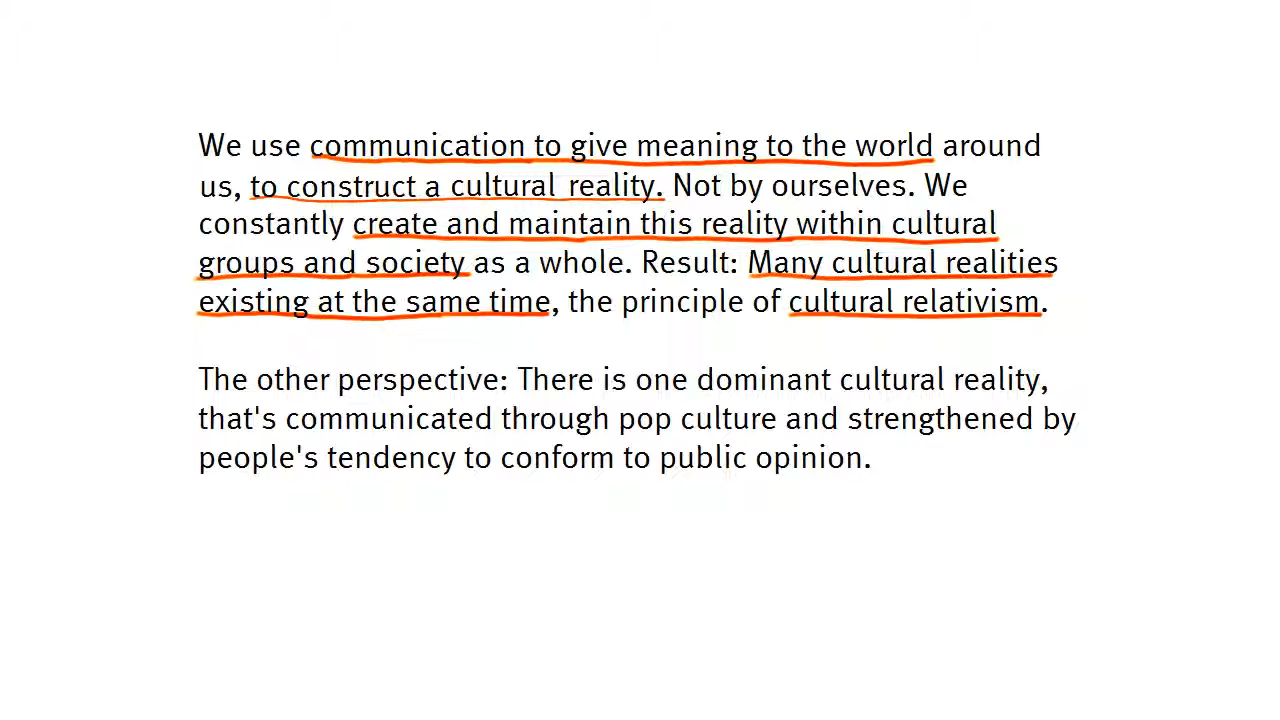 We use communication to give meaning to the world around
us, to construct a cultural reality. Not by ourselves. We
constantly create and maintain this reality within cultural
groups and society as a whole. Result: Many cultural realities
existing at the same time, the principle of cultural relativism.
The other perspective: There is one dominant cultural reality,
that's communicated through pop culture and strengthened by
people's tendency to conform to public opinion.